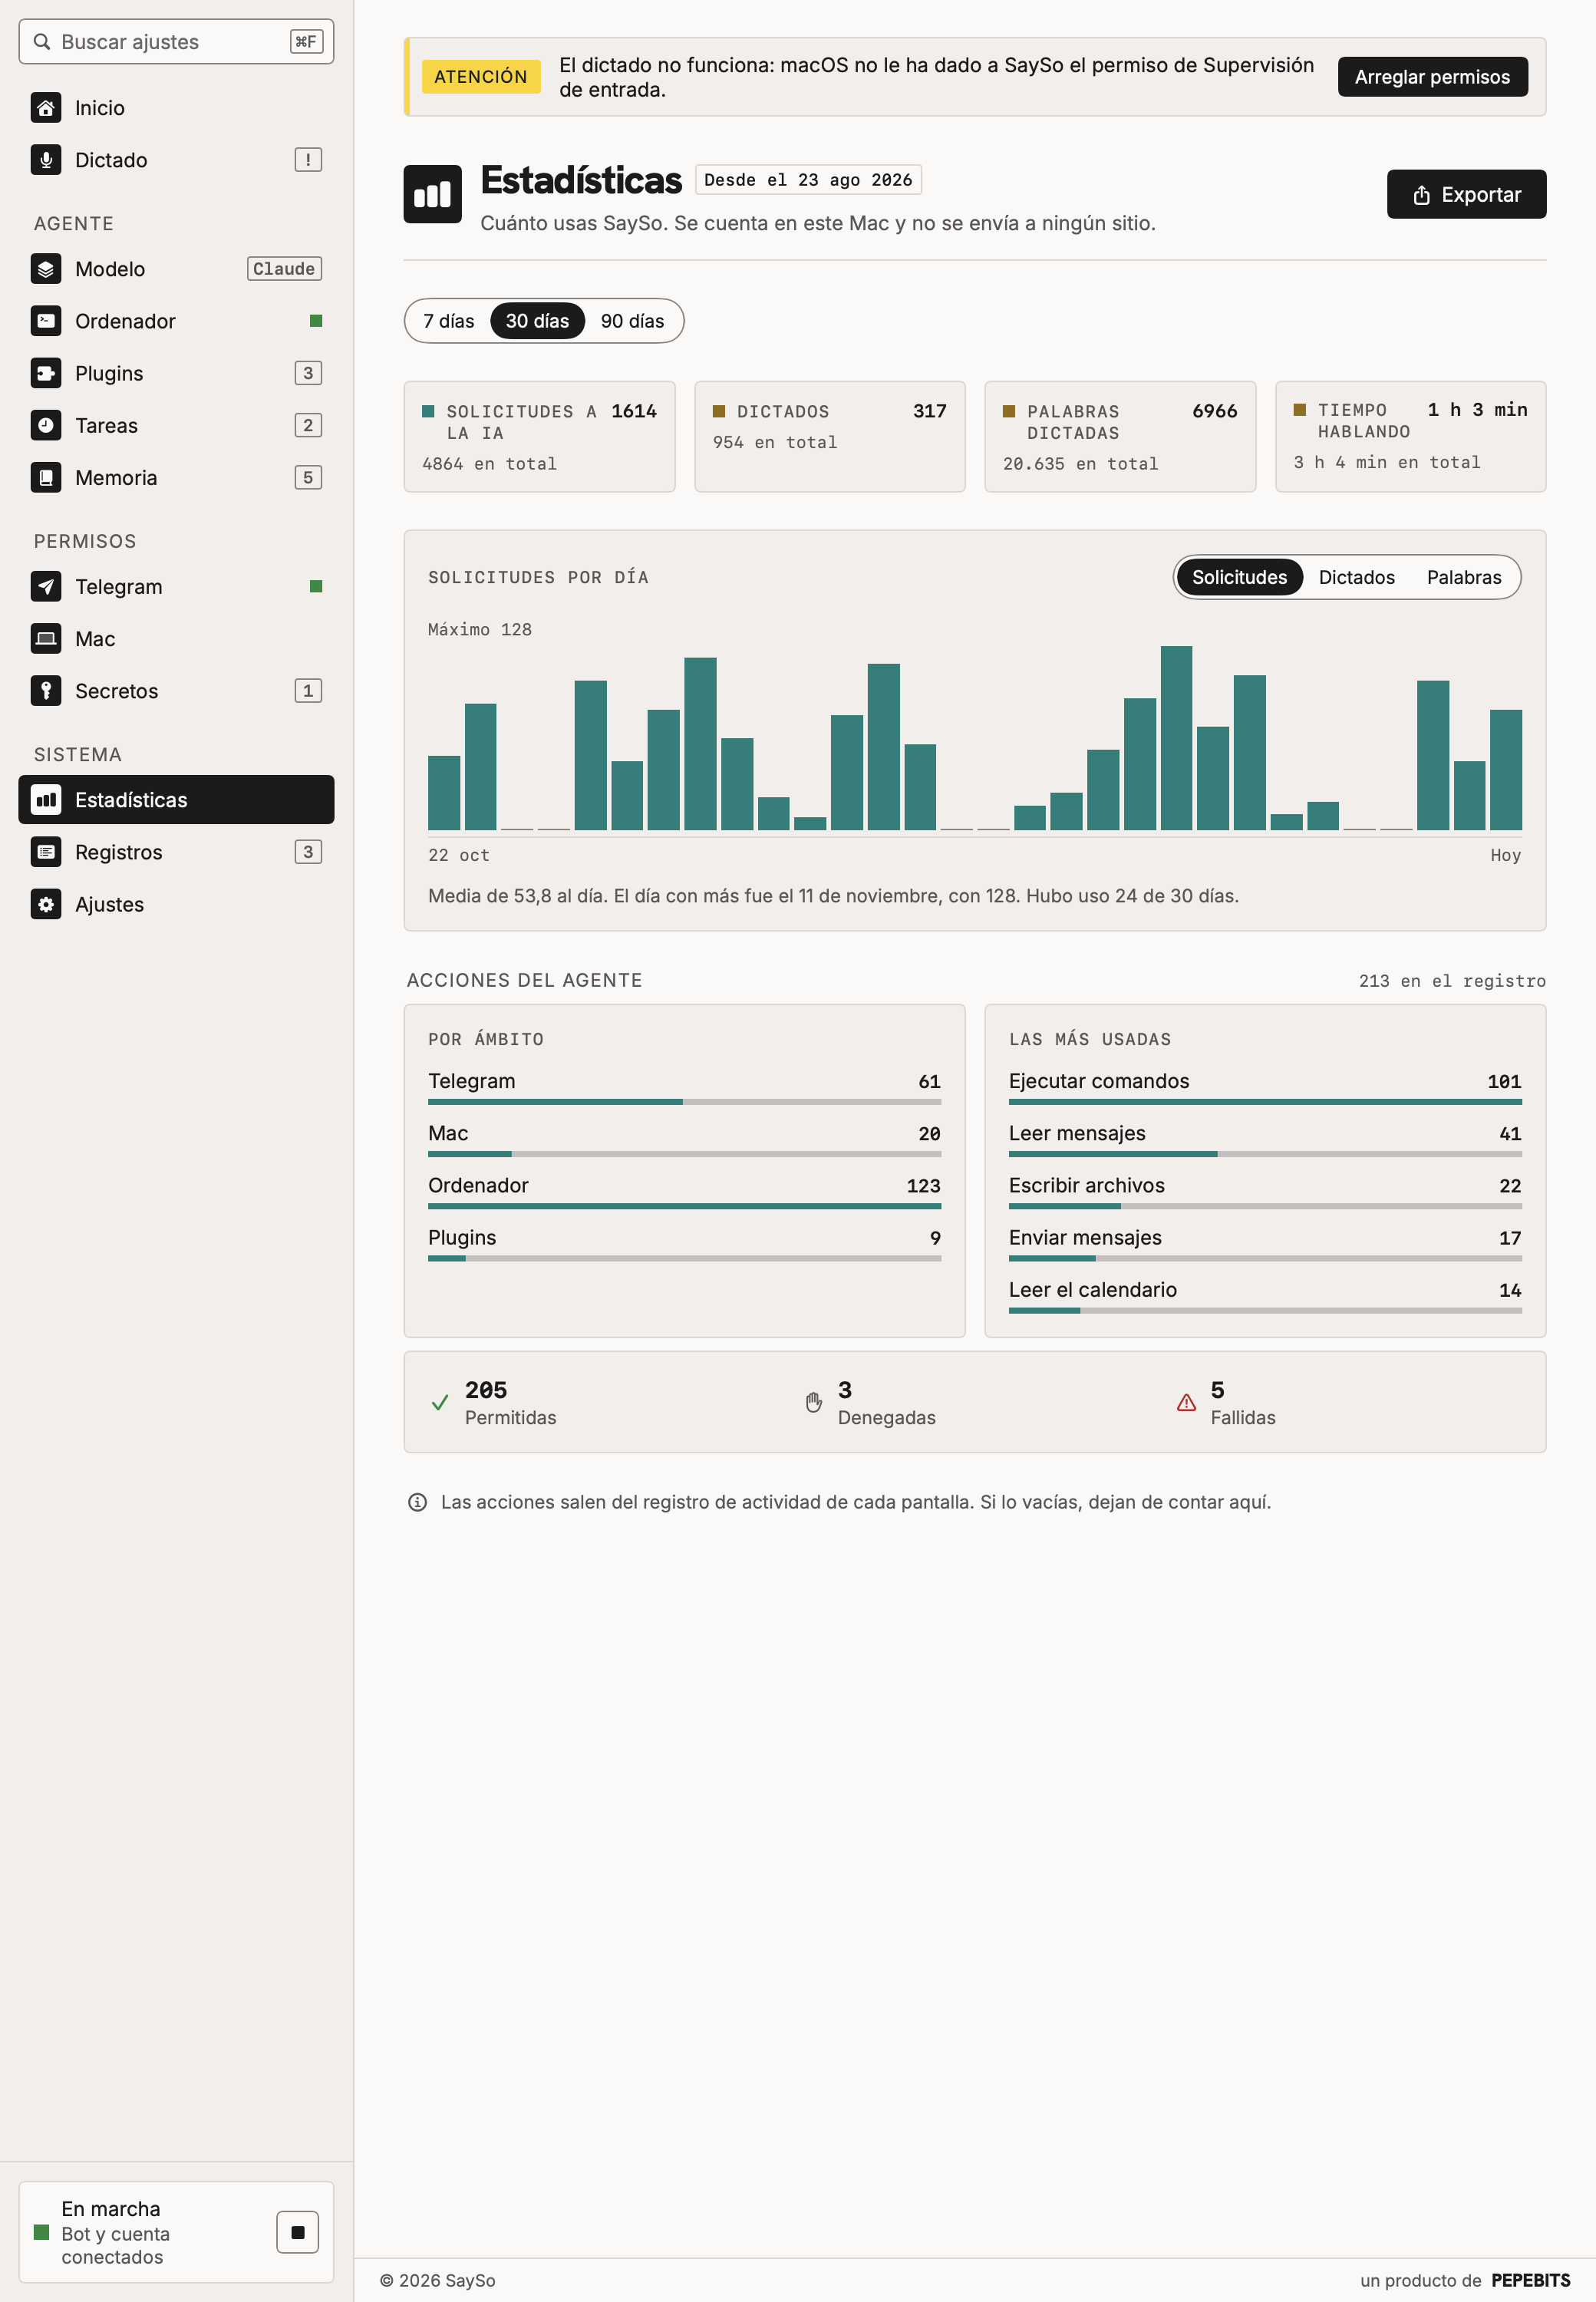 Buscar ajustes ⌘F
Inicio
Dictado !
AGENTE
Modelo Claude
Ordenador
Plugins 3
Tareas 2
Memoria 5
PERMISOS
Telegram
Mac
Secretos 1
SISTEMA
Estadísticas
Registros 3
Ajustes
En marcha
Bot y cuenta
conectados
ATENCIÓN
El dictado no funciona: macOS no le ha dado a SaySo el permiso de Supervisión
de entrada.
Arreglar permisos
Estadísticas Desde el 23 ago 2026
Cuánto usas SaySo. Se cuenta en este Mac y no se envía a ningún sitio.
Exportar
7 días 30 días 90 días
SOLICITUDES A 1614
LA IA
4864 en total
DICTADOS 317
954 en total
PALABRAS 6966
DICTADAS
20.635 en total
TIEMPO 1 h 3 min
HABLANDO
3 h 4 min en total
SOLICITUDES POR DÍA
Solicitudes Dictados Palabras
Máximo 128
22 oct Hoy
Media de 53,8 al día. El día con más fue el 11 de noviembre, con 128. Hubo uso 24 de 30 días.
ACCIONES DEL AGENTE 213 en el registro
POR ÁMBITO
Telegram 61
Mac 20
Ordenador 123
Plugins 9
LAS MÁS USADAS
Ejecutar comandos 101
Leer mensajes 41
Escribir archivos 22
Enviar mensajes 17
Leer el calendario 14
205
Permitidas
3
Denegadas
5
Fallidas
Las acciones salen del registro de actividad de cada pantalla. Si lo vacías, dejan de contar aquí.
© 2026 SaySo
un producto de PEPEBITS